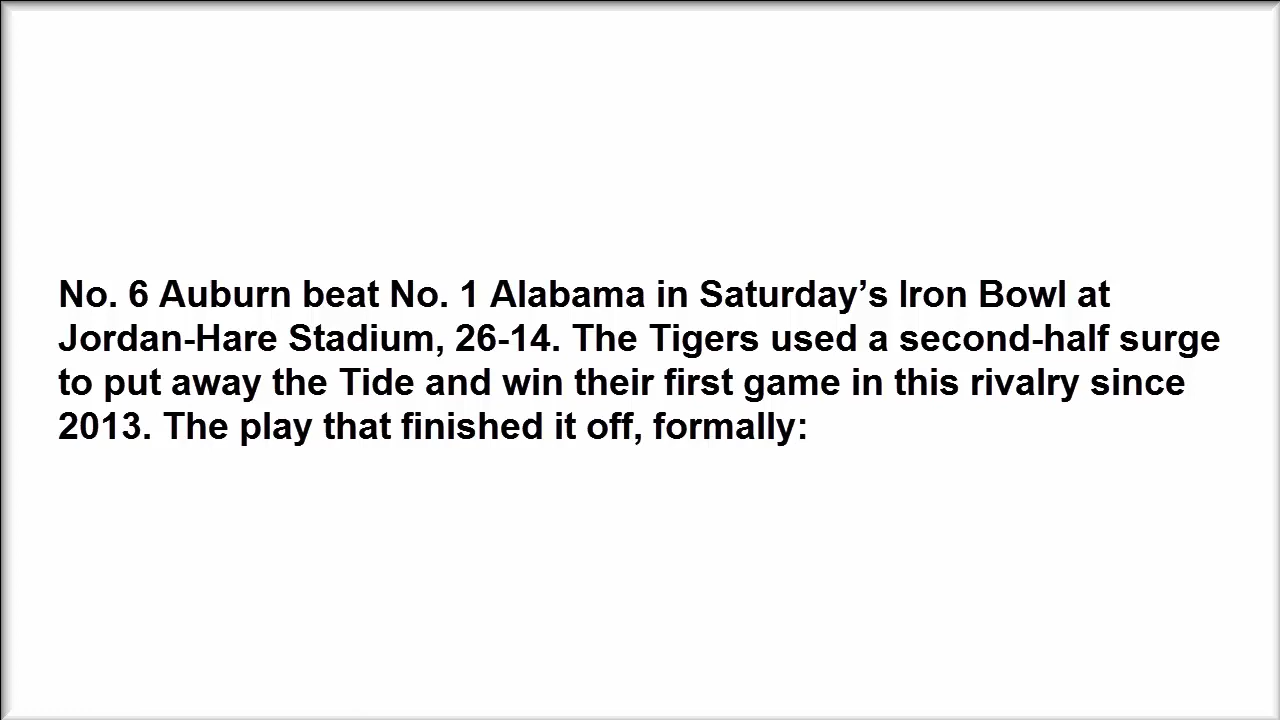 No. 6 Auburn beat No. 1 Alabama in Saturday’s Iron Bowl at
Jordan-Hare Stadium, 26-14. The Tigers used a second-half surge
to put away the Tide and win their first game in this rivalry since
2013. The play that finished it off, formally: